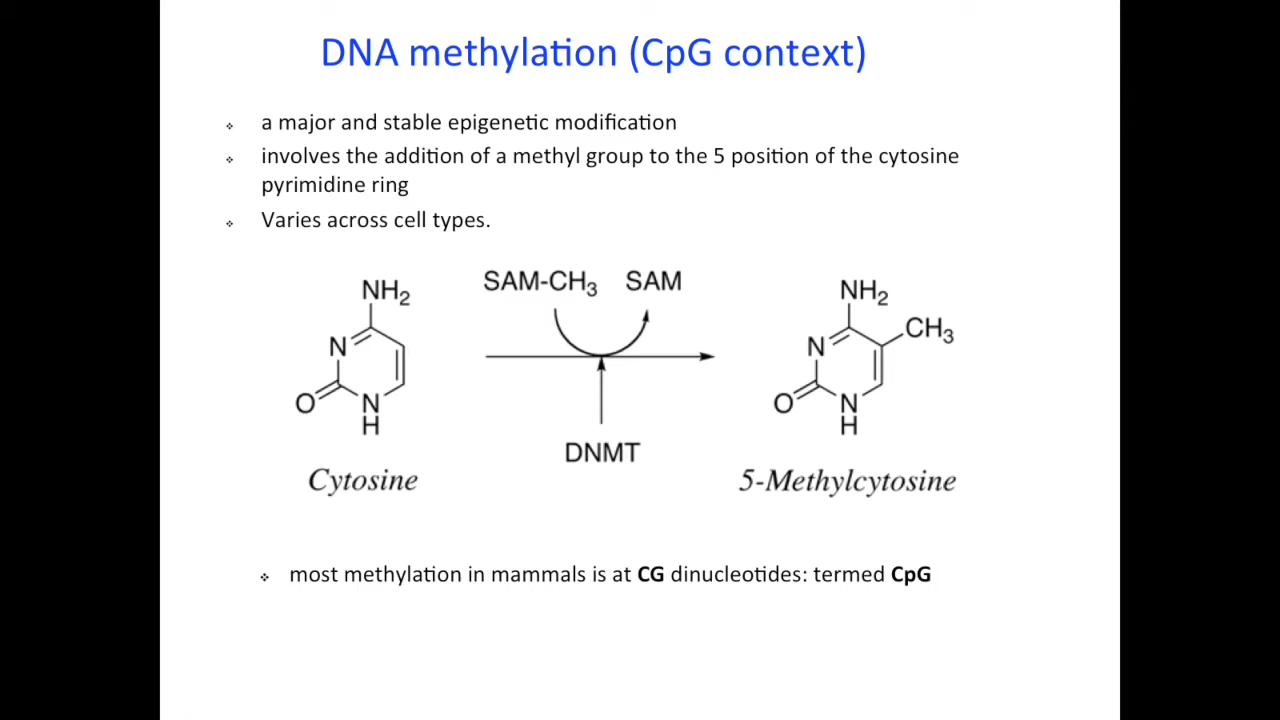 DNA methylation (CpG context)
❖ a major and stable epigenetic modification
❖ involves the addition of a methyl group to the 5 position of the cytosine
pyrimidine ring
❖ Varies across cell types.
SAM-CH₃ SAM
NH₂
N
O
N
H
DNMT
Cytosine
NH₂
CH₃
N
O
N
H
5-Methylcytosine
❖ most methylation in mammals is at CG dinucleotides: termed CpG